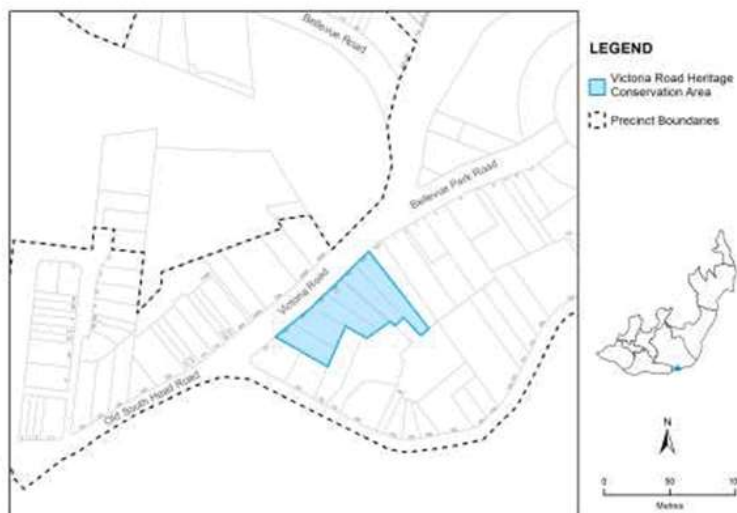 Bellevue Road
Bellevue Park Road
Victoria Road
Old South Head Road
LEGEND
Victoria Road Heritage
Conservation Area
Precinct Boundaries
N
0 50 100
Metres